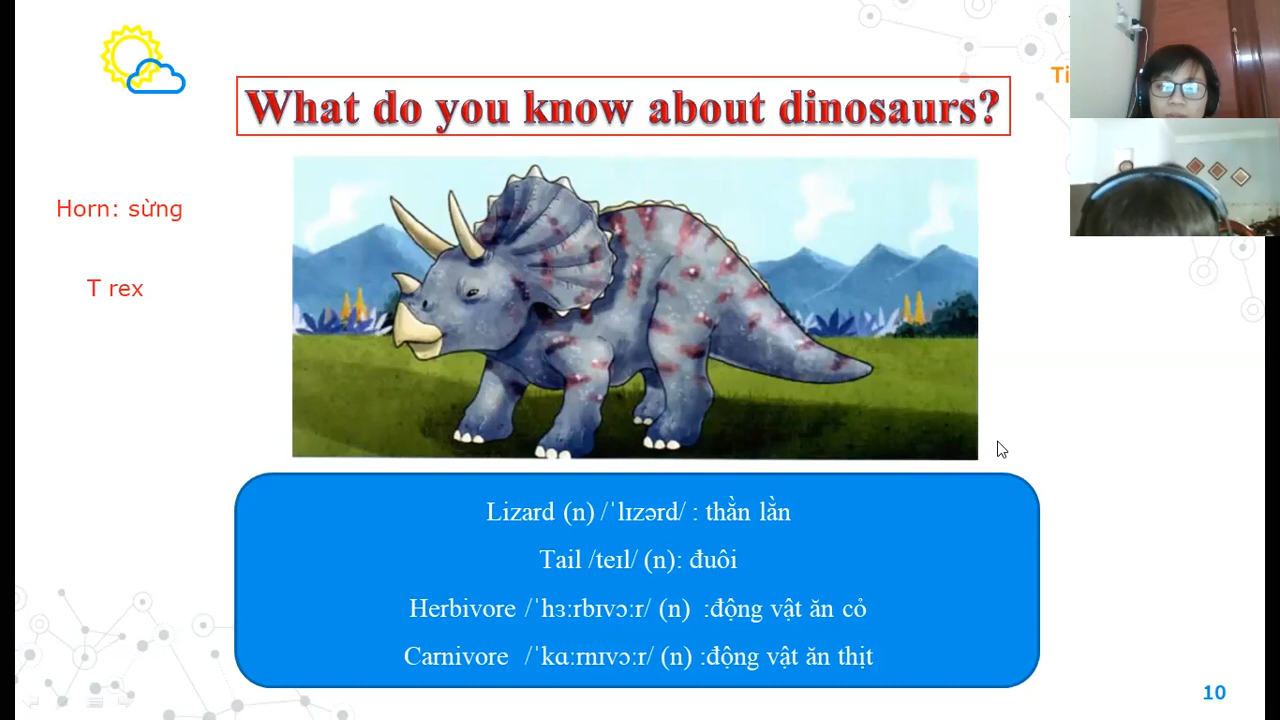 Ti
What do you know about dinosaurs?
Horn: sừng
T rex
Lizard (n) /ˈlɪzərd/ : thằn lằn
Tail /teɪl/ (n): đuôi
Herbivore /ˈhɜːrbɪvɔːr/ (n) :động vật ăn cỏ
Carnivore /ˈkɑːrnɪvɔːr/ (n) :động vật ăn thịt
10